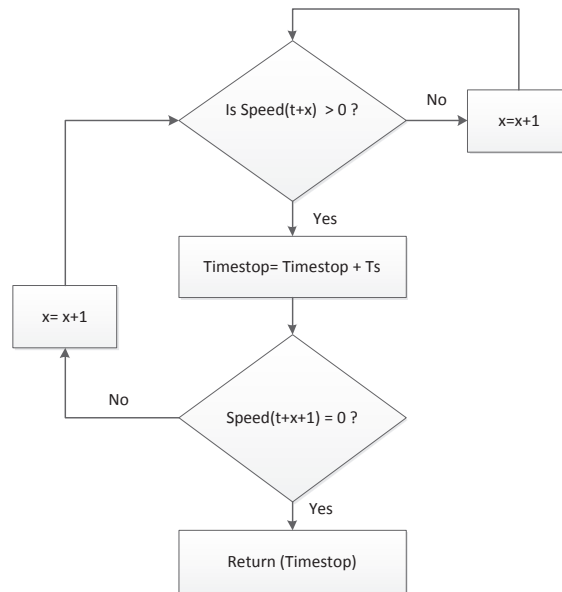 Is Speed(t+x) > 0 ?
No
x=x+1
Yes
Timestop= Timestop + Ts
x= x+1
No
Speed(t+x+1) = 0 ?
Yes
Return (Timestop)